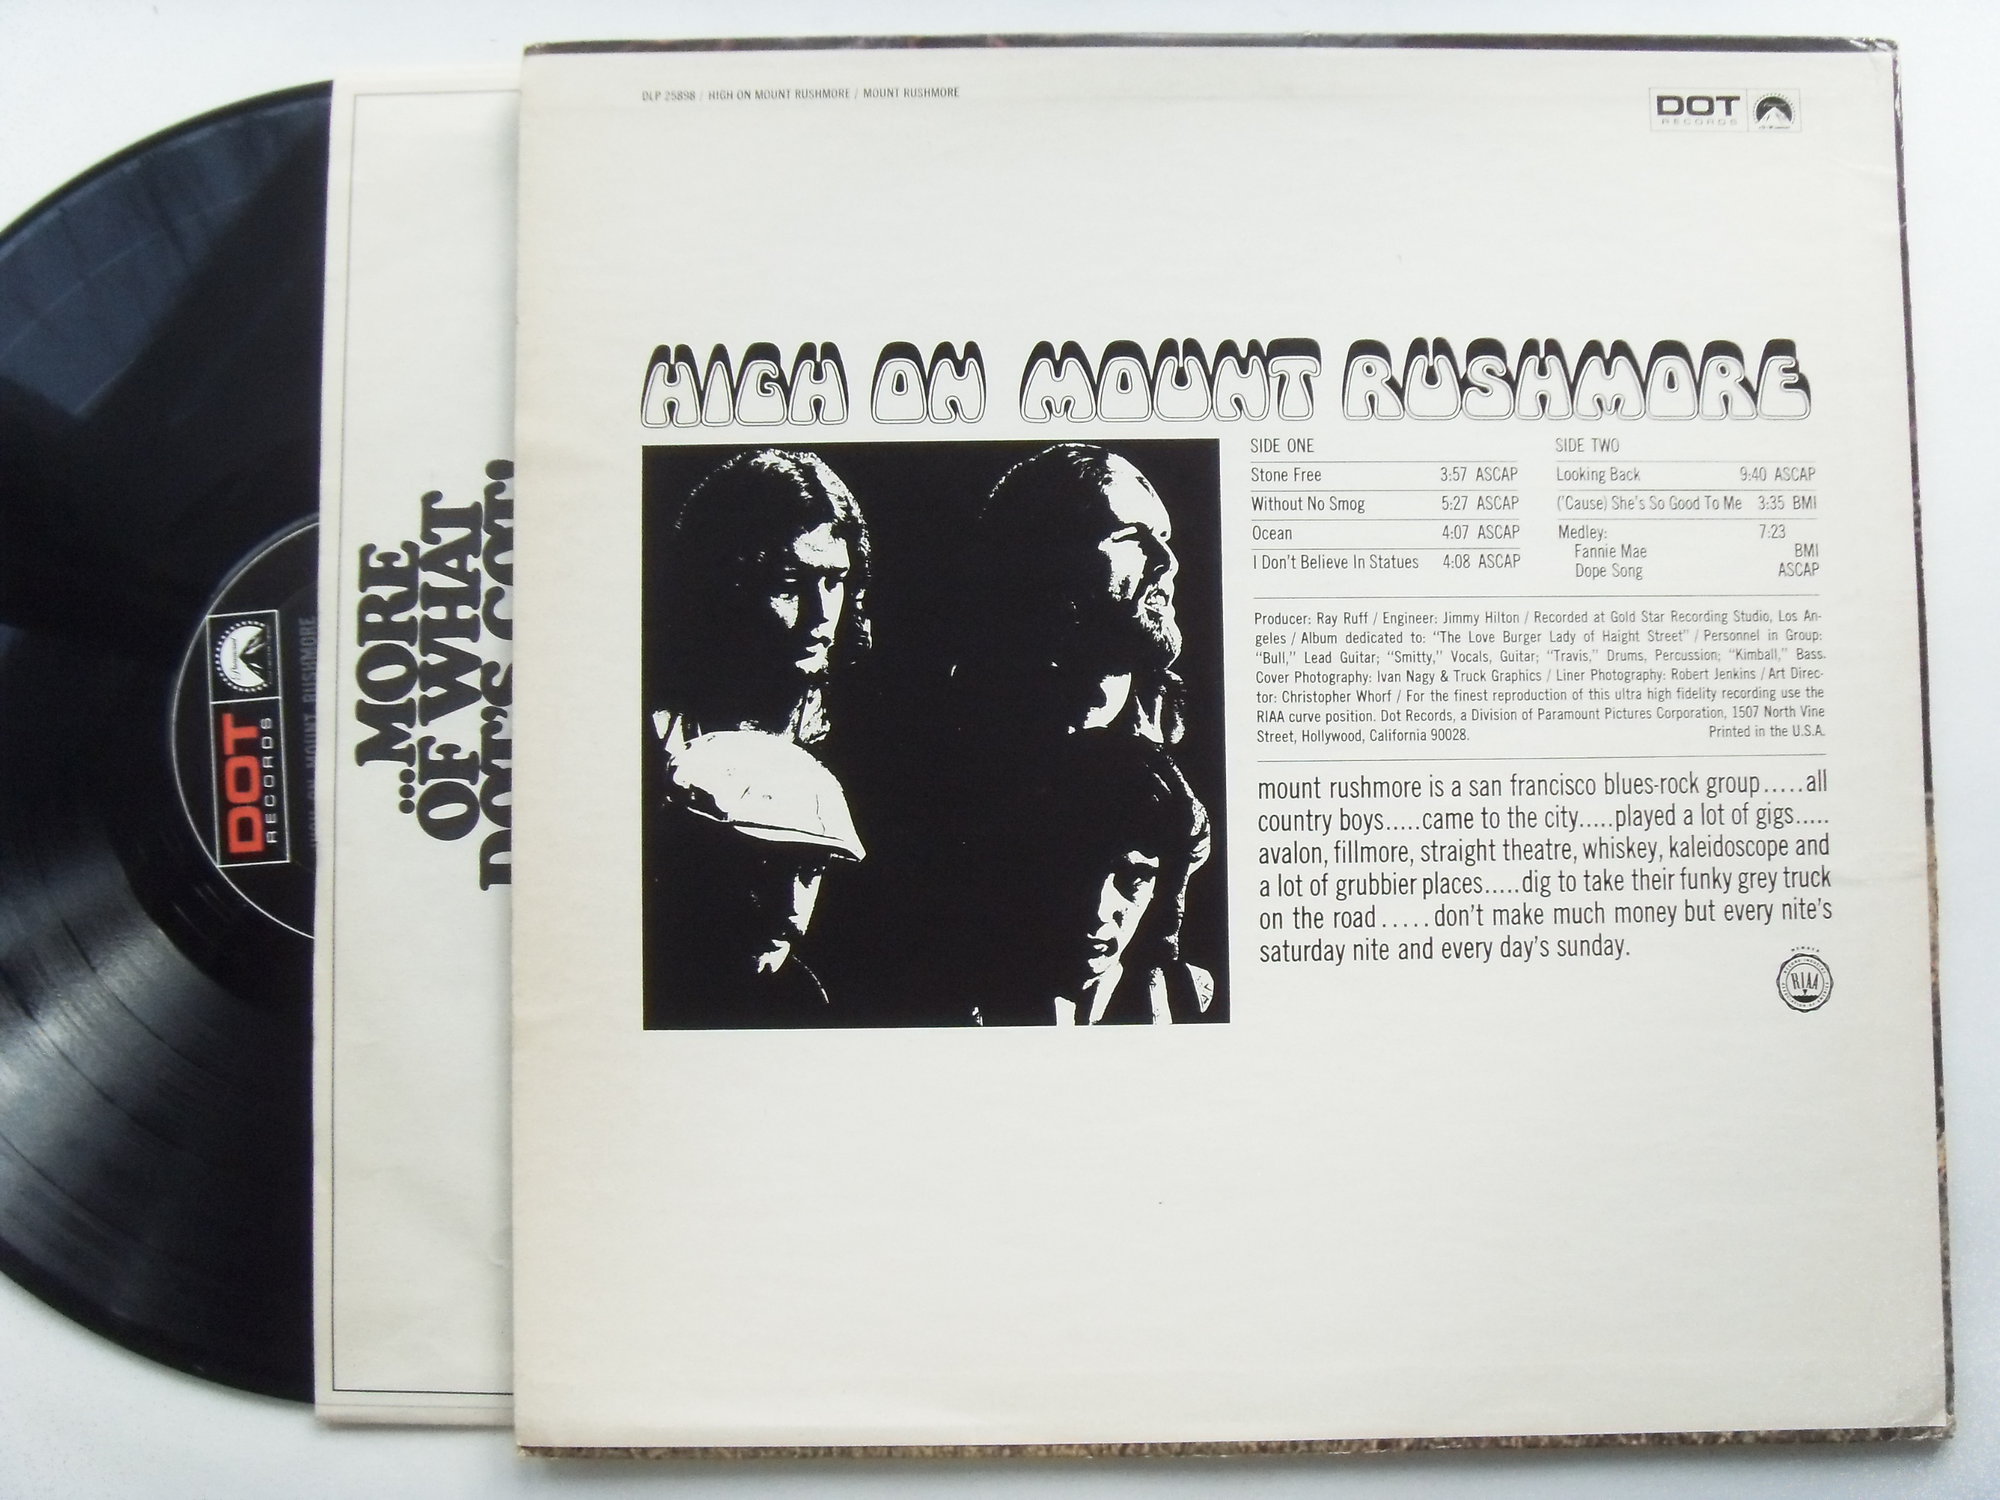 DLP 25898 / HIGH ON MOUNT RUSHMORE / MOUNT RUSHMORE
DOT
RECORDS
HIGH ON MOUNT RUSHMORE
SIDE ONE
Stone Free 3:57 ASCAP
Without No Smog 5:27 ASCAP
Ocean 4:07 ASCAP
I Don't Believe In Statues 4:08 ASCAP
SIDE TWO
Looking Back 9:40 ASCAP
('Cause) She's So Good To Me 3:35 BMI
Medley: 7:23
Fannie Mae BMI
Dope Song ASCAP
Producer: Ray Ruff / Engineer: Jimmy Hilton / Recorded at Gold Star Recording Studio, Los An-
geles / Album dedicated to: "The Love Burger Lady of Haight Street" / Personnel in Group:
"Bull," Lead Guitar; "Smitty," Vocals, Guitar; "Travis," Drums, Percussion; "Kimball," Bass.
Cover Photography: Ivan Nagy & Truck Graphics / Liner Photography: Robert Jenkins / Art Direc-
tor: Christopher Whorf / For the finest reproduction of this ultra high fidelity recording use the
RIAA curve position. Dot Records, a Division of Paramount Pictures Corporation, 1507 North Vine
Street, Hollywood, California 90028. Printed in the U.S.A.
mount rushmore is a san francisco blues-rock group.....all
country boys.....came to the city.....played a lot of gigs.....
avalon, fillmore, straight theatre, whiskey, kaleidoscope and
a lot of grubbier places.....dig to take their funky grey truck
on the road.....don't make much money but every nite's
saturday nite and every day's sunday.
RIAA
...MORE
OF WHAT
DOT'S GOT.
DOT
RECORDS
Paramount
HIGH ON MOUNT RUSHMORE